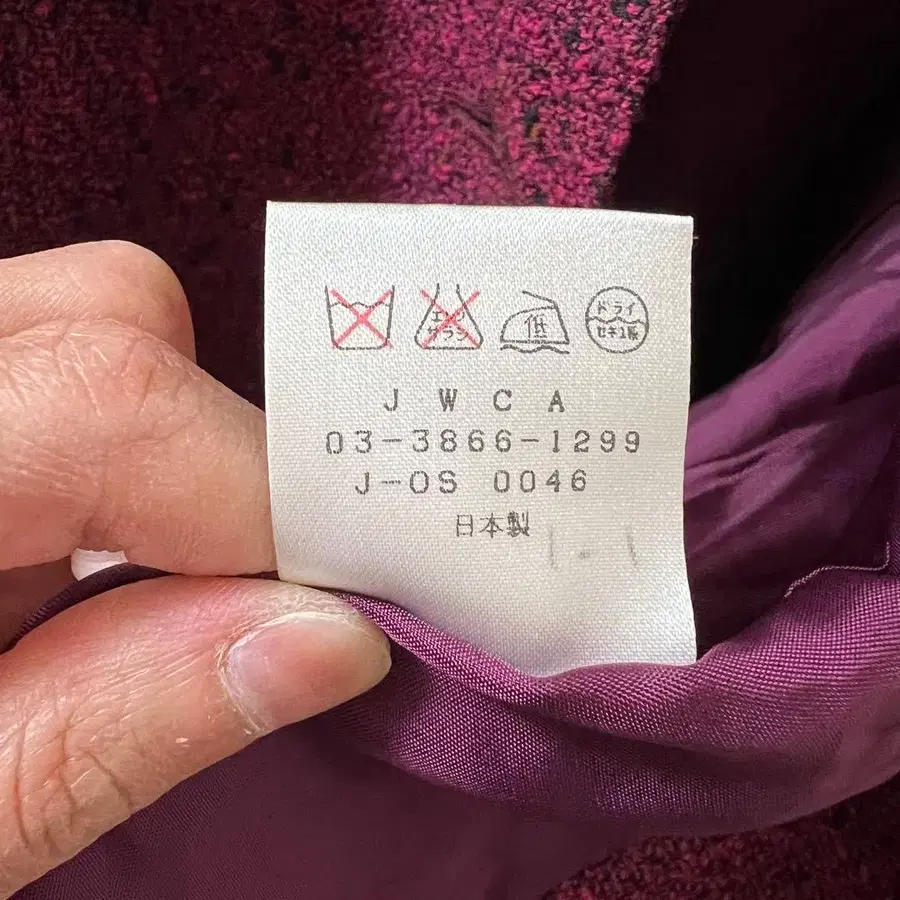 エンソ
サラシ
低
ドライ
セキユ系
J W C A
03-3866-1299
J-OS 0046
日本製